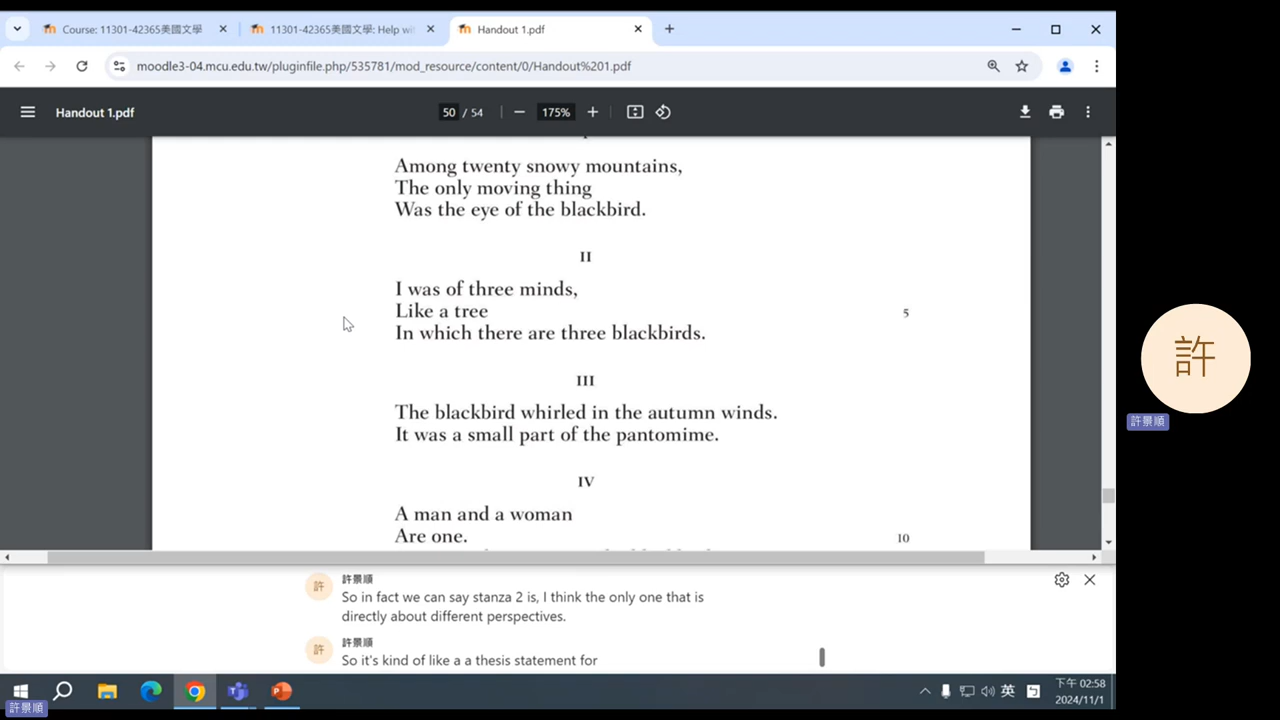 Course: 11301-42365美國文學
11301-42365美國文學: Help wi
Handout 1.pdf
moodle3-04.mcu.edu.tw/pluginfile.php/535781/mod_resource/content/0/Handout%201.pdf
Handout 1.pdf
50 / 54
175%
Among twenty snowy mountains,
The only moving thing
Was the eye of the blackbird.
II
I was of three minds,
Like a tree 5
In which there are three blackbirds.
III
The blackbird whirled in the autumn winds.
It was a small part of the pantomime.
IV
A man and a woman
Are one. 10
許
許景順
許
許景順
So in fact we can say stanza 2 is, I think the only one that is
directly about different perspectives.
許
許景順
So it's kind of like a a thesis statement for
英
下午 02:58
2024/11/1
許景順